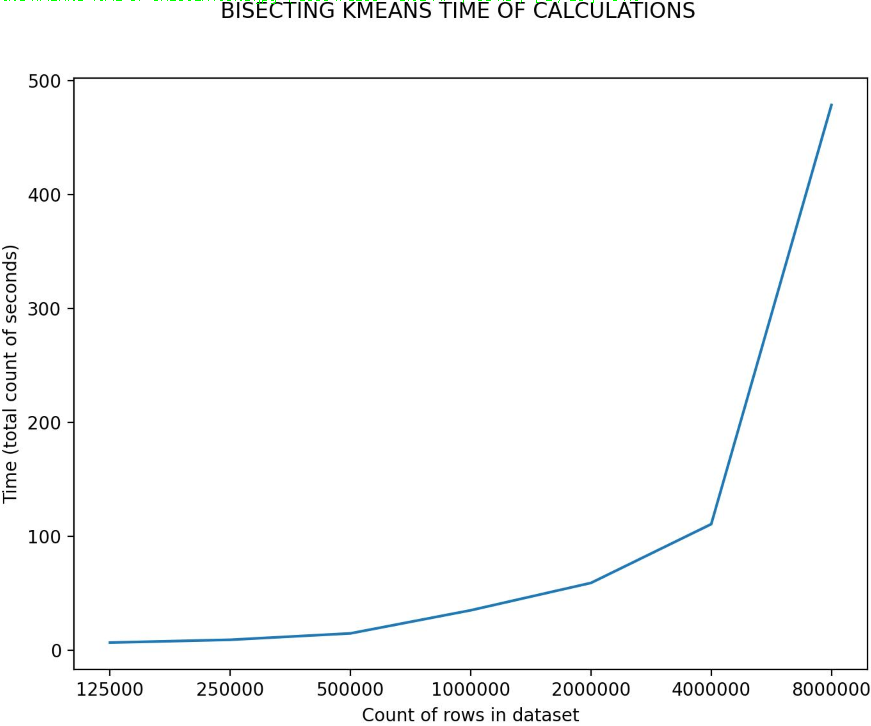 BISECTING KMEANS TIME OF CALCULATIONS
500
400
300
200
100
0
Time (total count of seconds)
125000 250000 500000 1000000 2000000 4000000 8000000
Count of rows in dataset